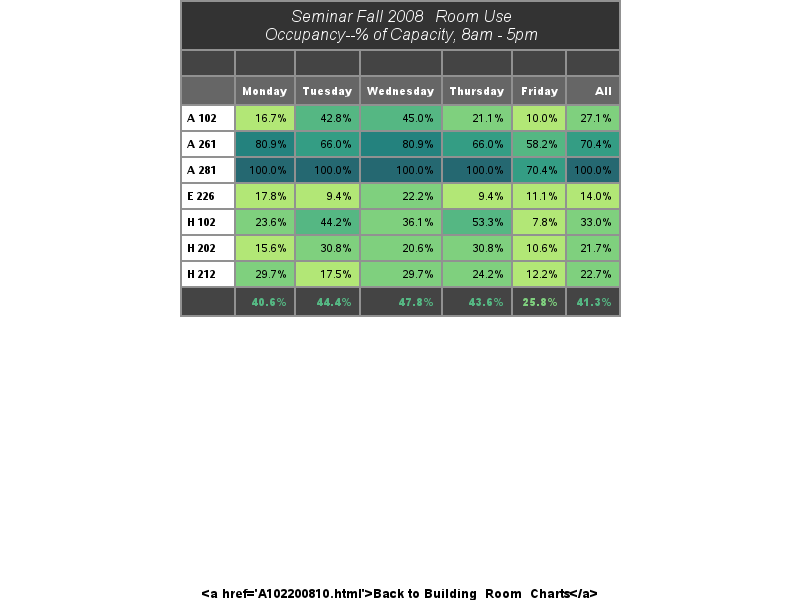 Seminar Fall 2008 Room Use
Occupancy--% of Capacity, 8am - 5pm
Monday Tuesday Wednesday Thursday Friday All
A 102 16.7% 42.8% 45.0% 21.1% 10.0% 27.1%
A 261 80.9% 66.0% 80.9% 66.0% 58.2% 70.4%
A 281 100.0% 100.0% 100.0% 100.0% 70.4% 100.0%
E 226 17.8% 9.4% 22.2% 9.4% 11.1% 14.0%
H 102 23.6% 44.2% 36.1% 53.3% 7.8% 33.0%
H 202 15.6% 30.8% 20.6% 30.8% 10.6% 21.7%
H 212 29.7% 17.5% 29.7% 24.2% 12.2% 22.7%
40.6% 44.4% 47.8% 43.6% 25.8% 41.3%
<a href='A102200810.html'>Back to Building Room Charts</a>